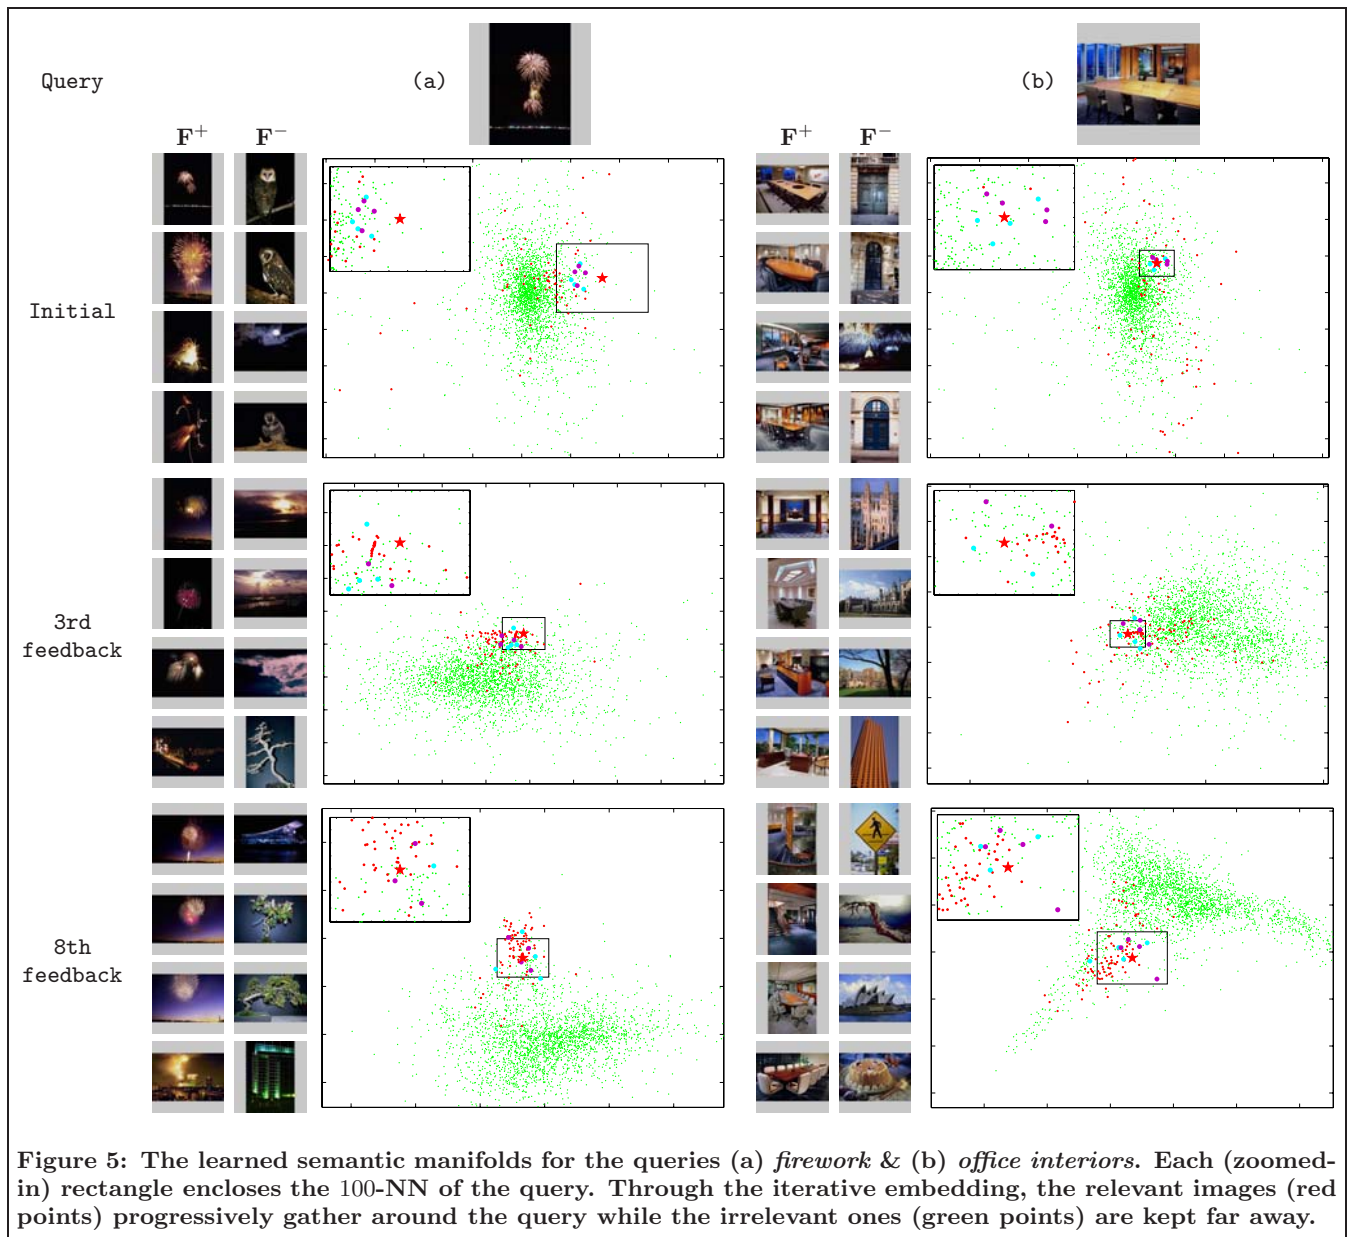 Query
(a)
(b)
F+ F−
F+ F−
Initial
3rd
feedback
8th
feedback
Figure 5: The learned semantic manifolds for the queries (a) firework & (b) office interiors. Each (zoomed-
in) rectangle encloses the 100-NN of the query. Through the iterative embedding, the relevant images (red
points) progressively gather around the query while the irrelevant ones (green points) are kept far away.